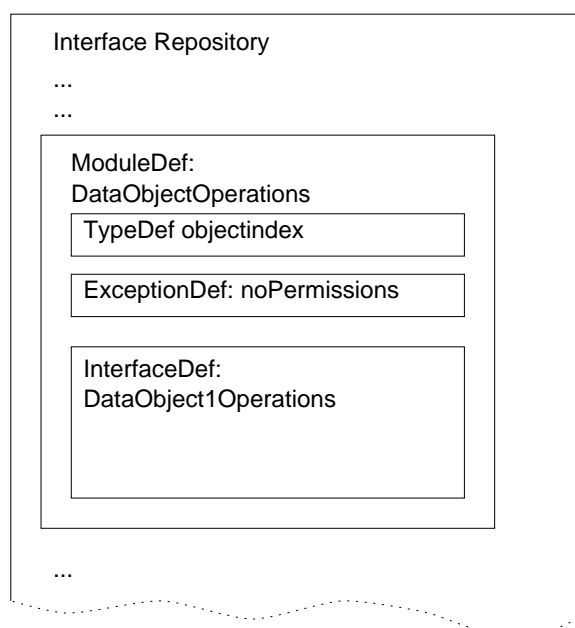 Interface Repository
...
...
ModuleDef:
DataObjectOperations
TypeDef objectindex
ExceptionDef: noPermissions
InterfaceDef:
DataObject1Operations
...